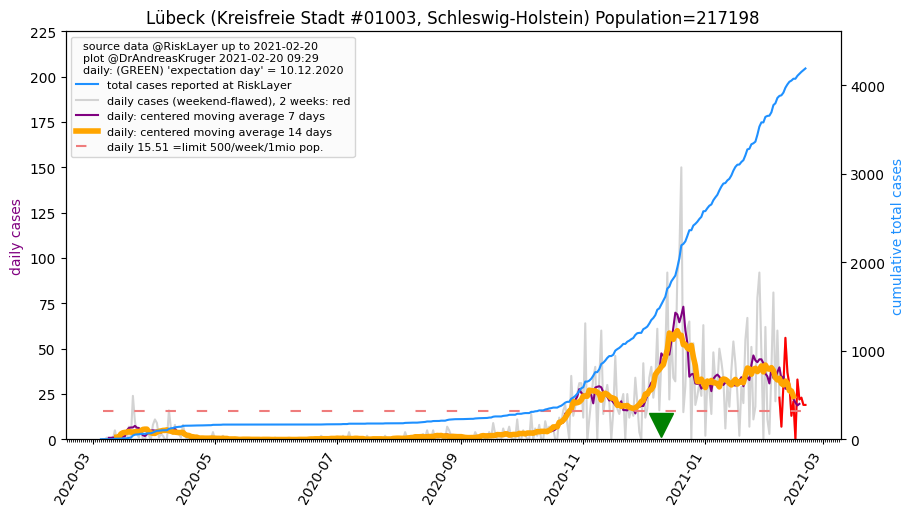 Lübeck (Kreisfreie Stadt #01003, Schleswig-Holstein) Population=217198
source data @RiskLayer up to 2021-02-20
plot @DrAndreasKruger 2021-02-20 09:29
daily: (GREEN) 'expectation day' = 10.12.2020
total cases reported at RiskLayer
daily cases (weekend-flawed), 2 weeks: red
daily: centered moving average 7 days
daily: centered moving average 14 days
daily 15.51 =limit 500/week/1mio pop.
daily cases
225
200
175
150
125
100
75
50
25
0
cumulative total cases
4000
3000
2000
1000
0
2020-03
2020-05
2020-07
2020-09
2020-11
2021-01
2021-03